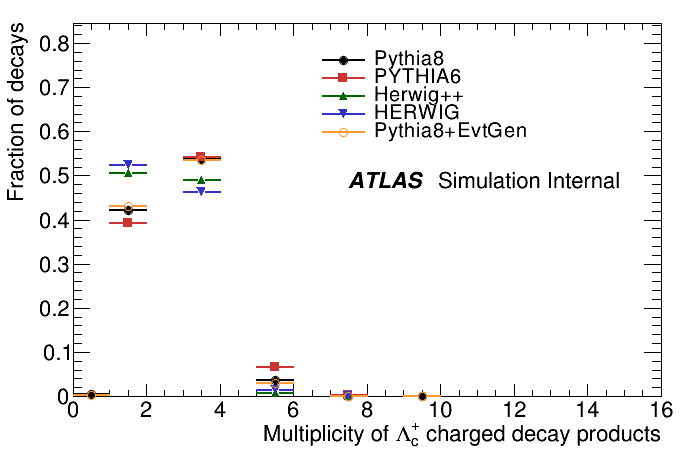 Fraction of decays
0.8
0.7
0.6
0.5
0.4
0.3
0.2
0.1
0
Pythia8
PYTHIA6
Herwig++
HERWIG
Pythia8+EvtGen
ATLAS Simulation Internal
0 2 4 6 8 10 12 14 16
Multiplicity of Λc+ charged decay products